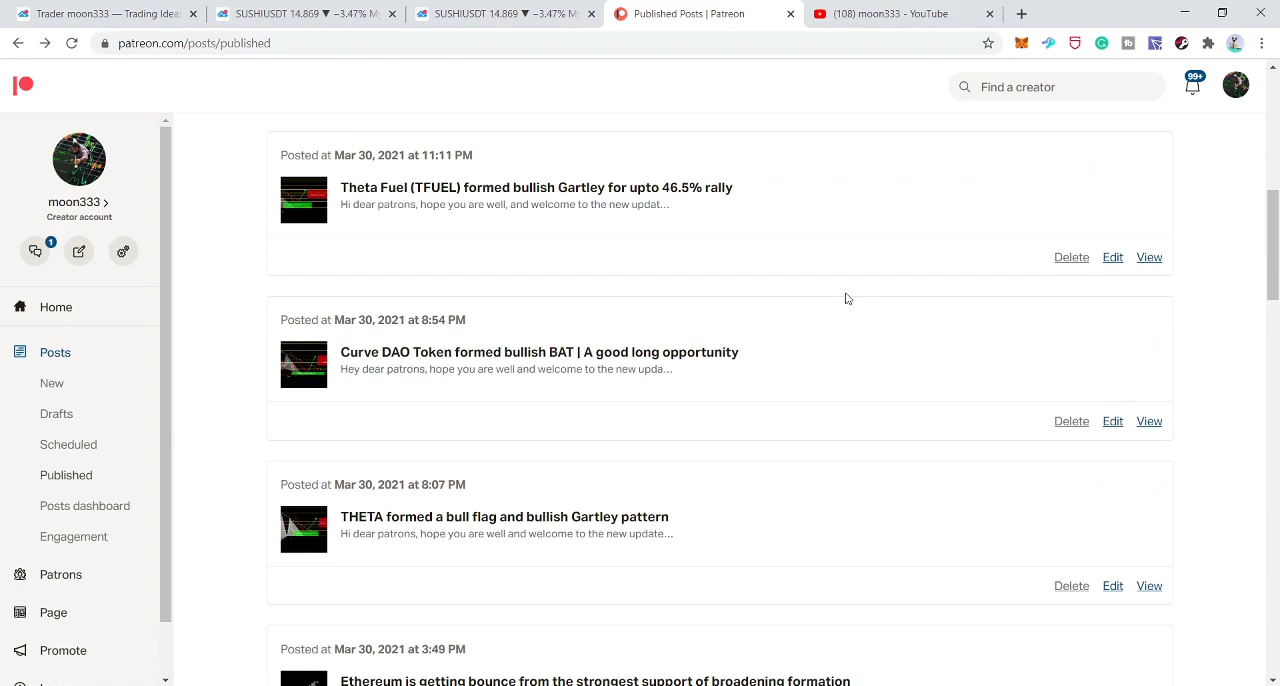 Trader moon333 — Trading Ideas
SUSHIUSDT 14.869 ▼ −3.47% M
SUSHIUSDT 14.869 ▼ −3.47% M
Published Posts | Patreon
(108) moon333 - YouTube
patreon.com/posts/published
Find a creator
99+
moon333
Creator account
1
Home
Posts
New
Drafts
Scheduled
Published
Posts dashboard
Engagement
Patrons
Page
Promote
Posted at Mar 30, 2021 at 11:11 PM
Theta Fuel (TFUEL) formed bullish Gartley for upto 46.5% rally
Hi dear patrons, hope you are well, and welcome to the new updat...
Delete Edit View
Posted at Mar 30, 2021 at 8:54 PM
Curve DAO Token formed bullish BAT | A good long opportunity
Hey dear patrons, hope you are well and welcome to the new upda...
Delete Edit View
Posted at Mar 30, 2021 at 8:07 PM
THETA formed a bull flag and bullish Gartley pattern
Hi dear patrons, hope you are well and welcome to the new update...
Delete Edit View
Posted at Mar 30, 2021 at 3:49 PM
Ethereum is getting bounce from the strongest support of broadening formation